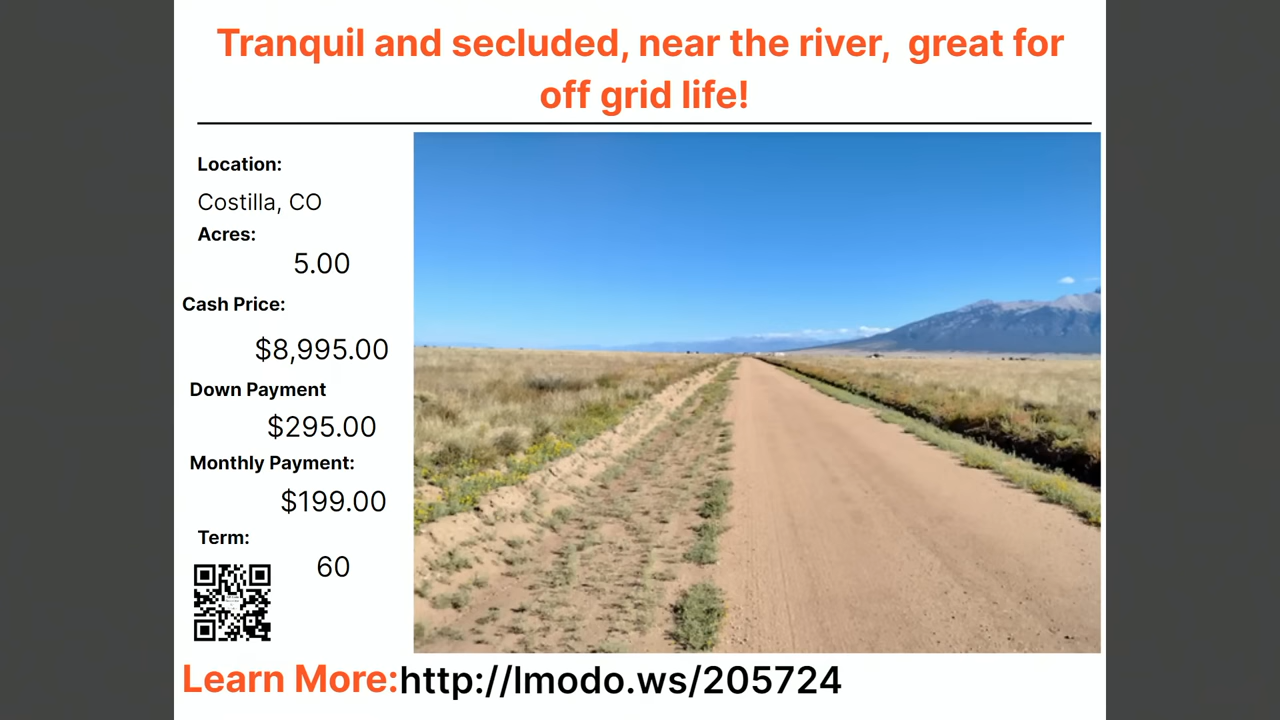 Tranquil and secluded, near the river, great for
off grid life!
Location:
Costilla, CO
Acres:
5.00
Cash Price:
$8,995.00
Down Payment
$295.00
Monthly Payment:
$199.00
Term:
60
Learn More:http://lmodo.ws/205724